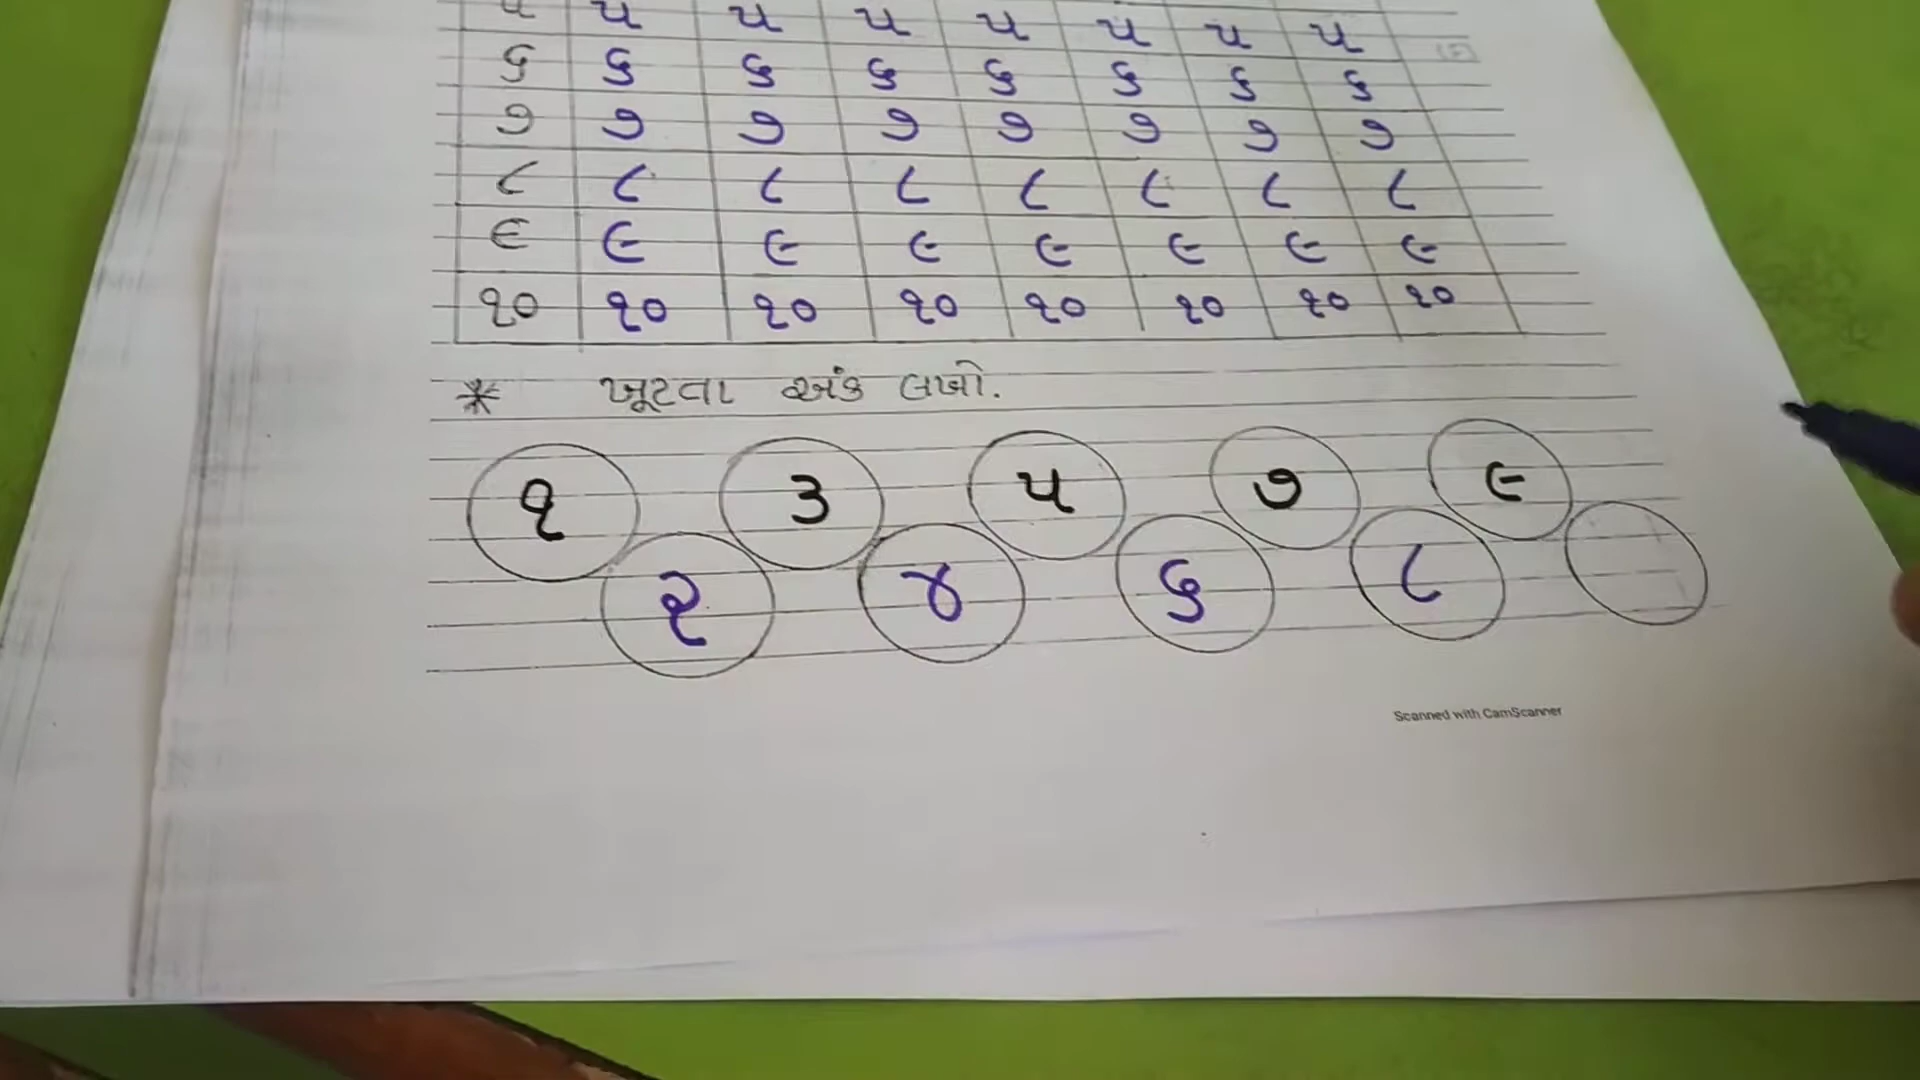 ૫ ૫ ૫ ૫ ૫ ૫ ૫ ૫
૬ ૬ ૬ ૬ ૬ ૬ ૬ ૬
૭ ૭ ૭ ૭ ૭ ૭ ૭ ૭
૮ ૮ ૮ ૮ ૮ ૮ ૮ ૮
૯ ૯ ૯ ૯ ૯ ૯ ૯ ૯
૧૦ ૧૦ ૧૦ ૧૦ ૧૦ ૧૦ ૧૦ ૧૦
* ખૂટતા અંક લખો.
૧ ૩ ૫ ૭ ૯
૨ ૪ ૬ ૮
Scanned with CamScanner